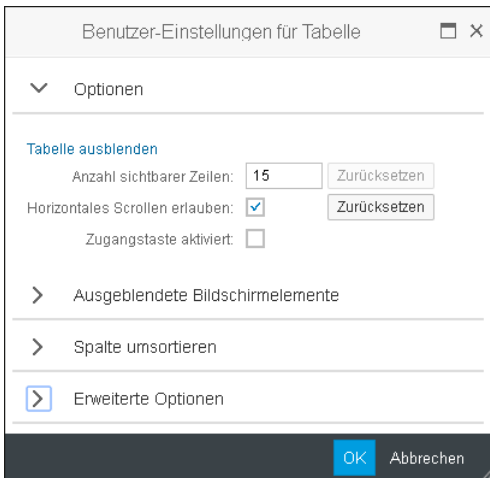 Benutzer-Einstellungen für Tabelle
Optionen
Tabelle ausblenden
Anzahl sichtbarer Zeilen: 15 Zurücksetzen
Horizontales Scrollen erlauben: Zurücksetzen
Zugangstaste aktiviert:
Ausgeblendete Bildschirmelemente
Spalte umsortieren
Erweiterte Optionen
OK Abbrechen